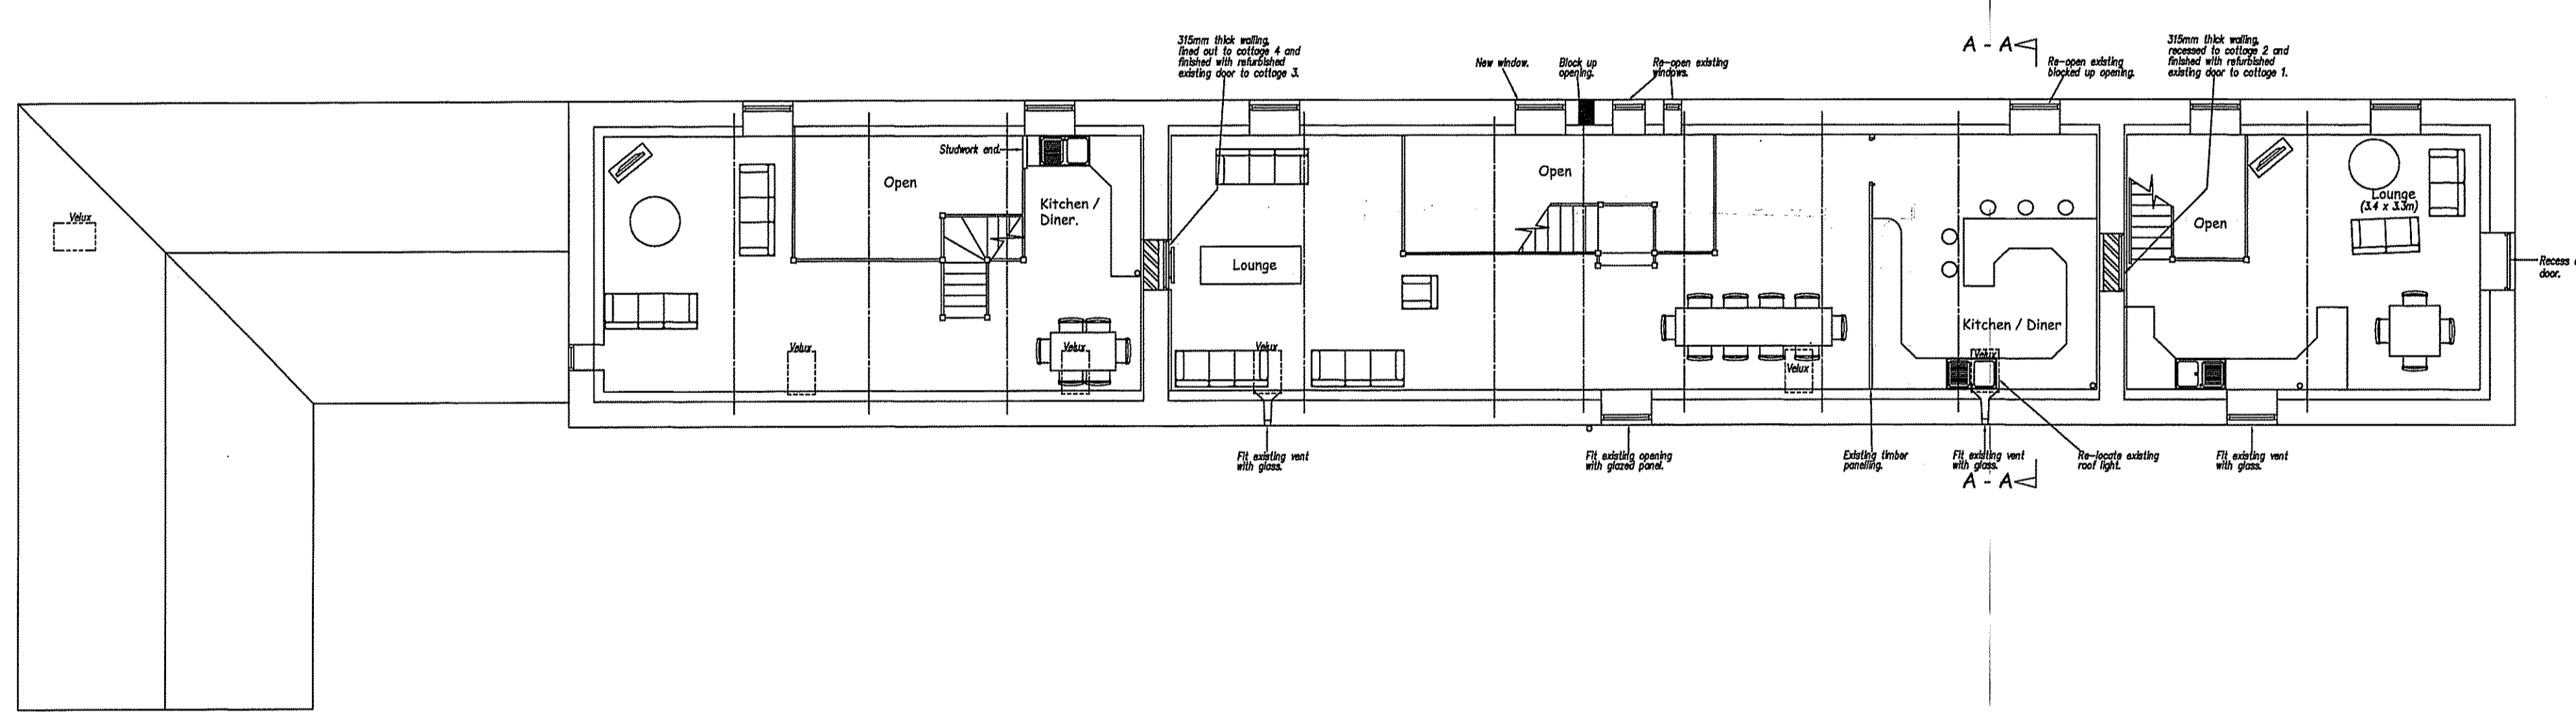 315mm thick walling,
lined out to cottage 4 and
finished with refurbished
existing door to cottage 3.
New window.
Block up
opening.
Re-open existing
windows.
A - A
Re-open existing
blocked up opening.
315mm thick walling,
recessed to cottage 2 and
finished with refurbished
existing door to cottage 1.
Studwork end.
Open
Kitchen /
Diner.
Open
Open
Lounge
(3.4 x 3.3m)
Velux
Lounge
Recess
door.
Kitchen / Diner
Velux
Velux
Velux
Velux
Velux
Fit existing vent
with glass.
Fit existing opening
with glazed panel.
Existing timber
panelling.
Fit existing vent
with glass.
Re-locate existing
roof light.
Fit existing vent
with glass.
A - A